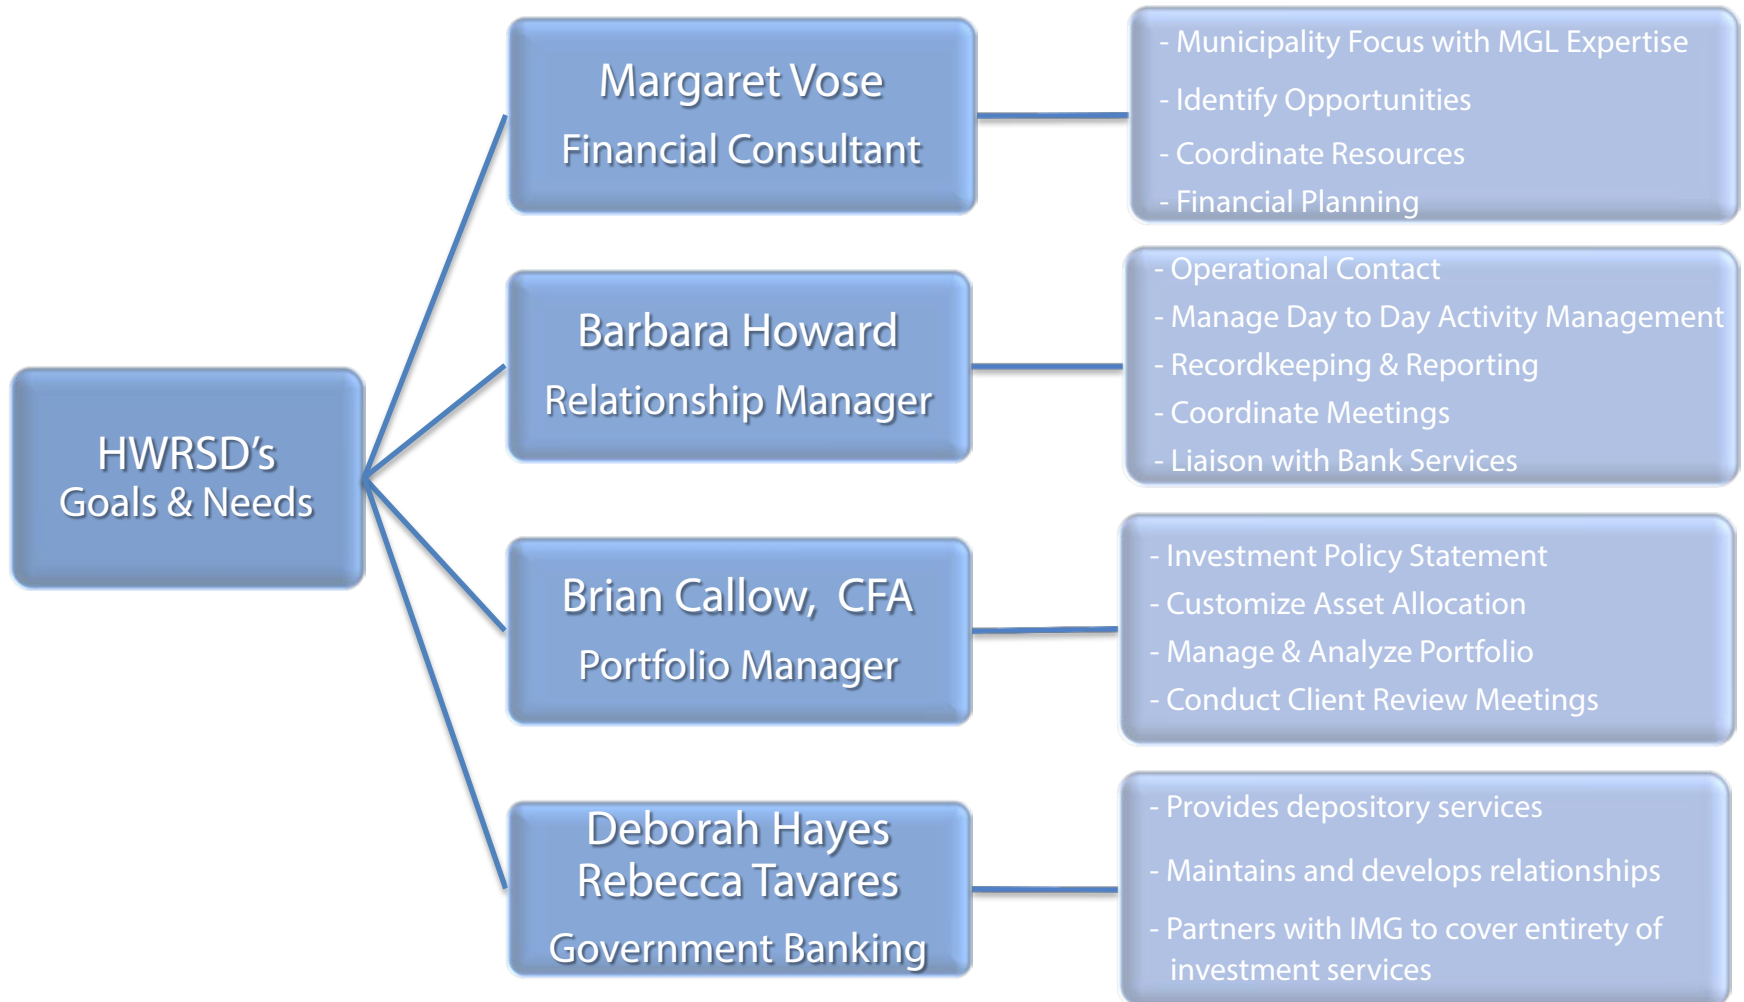 HWRSD’s
Goals & Needs
Margaret Vose
Financial Consultant
- Municipality Focus with MGL Expertise
- Identify Opportunities
- Coordinate Resources
- Financial Planning
Barbara Howard
Relationship Manager
- Operational Contact
- Manage Day to Day Activity Management
- Recordkeeping & Reporting
- Coordinate Meetings
- Liaison with Bank Services
Brian Callow,  CFA
Portfolio Manager
- Investment Policy Statement
- Customize Asset Allocation
- Manage & Analyze Portfolio
- Conduct Client Review Meetings
Deborah Hayes
Rebecca Tavares
Government Banking
- Provides depository services
- Maintains and develops relationships
- Partners with IMG to cover entirety of
investment services